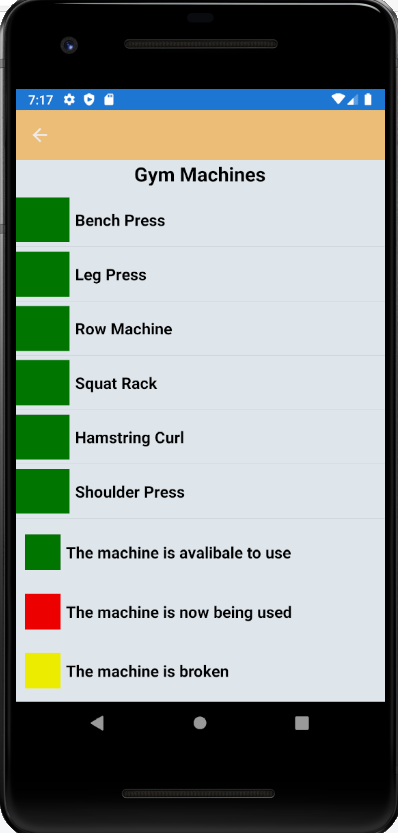 7:17
Gym Machines
Bench Press
Leg Press
Row Machine
Squat Rack
Hamstring Curl
Shoulder Press
The machine is avalibale to use
The machine is now being used
The machine is broken